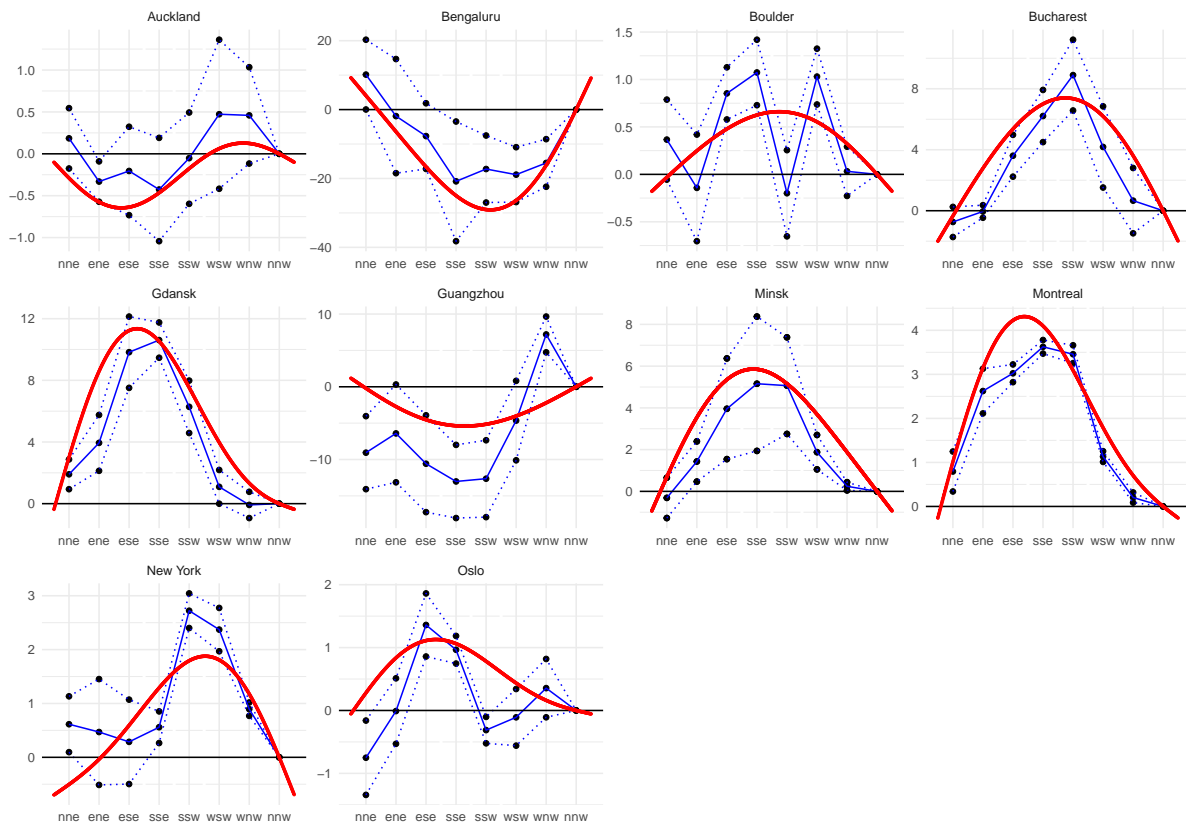 Auckland
Bengaluru
Boulder
Bucharest
1.0
0.5
0.0
−0.5
−1.0
20
0
−20
−40
1.5
1.0
0.5
0.0
−0.5
8
4
0
nne ene ese sse ssw wsw wnw nnw
nne ene ese sse ssw wsw wnw nnw
nne ene ese sse ssw wsw wnw nnw
nne ene ese sse ssw wsw wnw nnw
Gdansk
Guangzhou
Minsk
Montreal
12
8
4
0
0
−10
8
6
4
2
0
4
3
2
1
0
nne ene ese sse ssw wsw wnw nnw
nne ene ese sse ssw wsw wnw nnw
nne ene ese sse ssw wsw wnw nnw
nne ene ese sse ssw wsw wnw nnw
New York
Oslo
3
2
1
0
2
1
0
−1
nne ene ese sse ssw wsw wnw nnw
nne ene ese sse ssw wsw wnw nnw